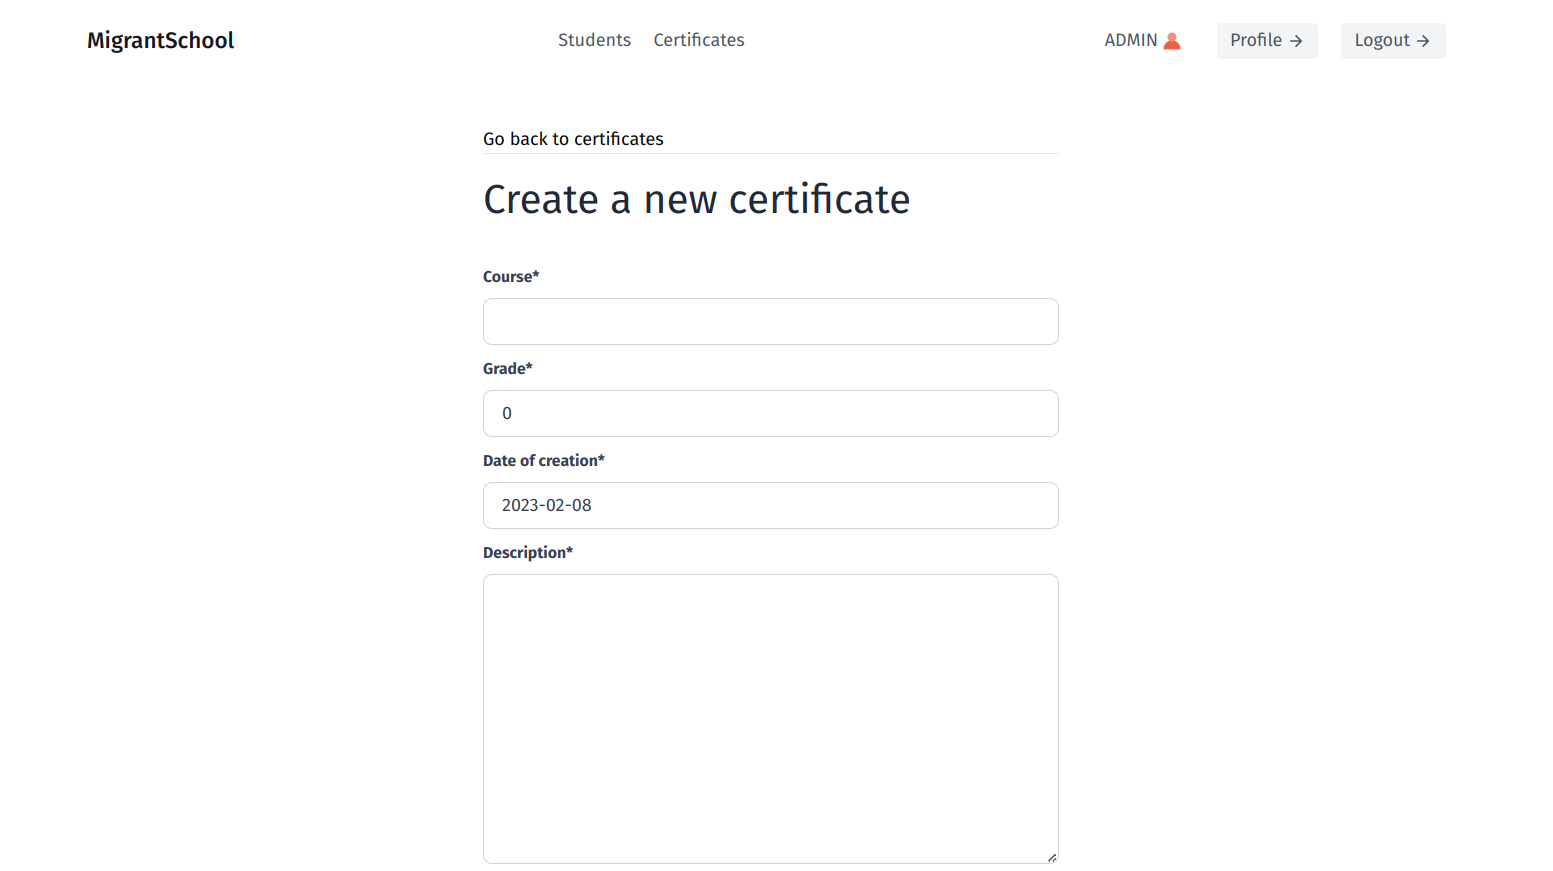 MigrantSchool Students Certificates ADMIN Profile → Logout →
Go back to certificates
Create a new certificate
Course*
Grade*
0
Date of creation*
2023-02-08
Description*